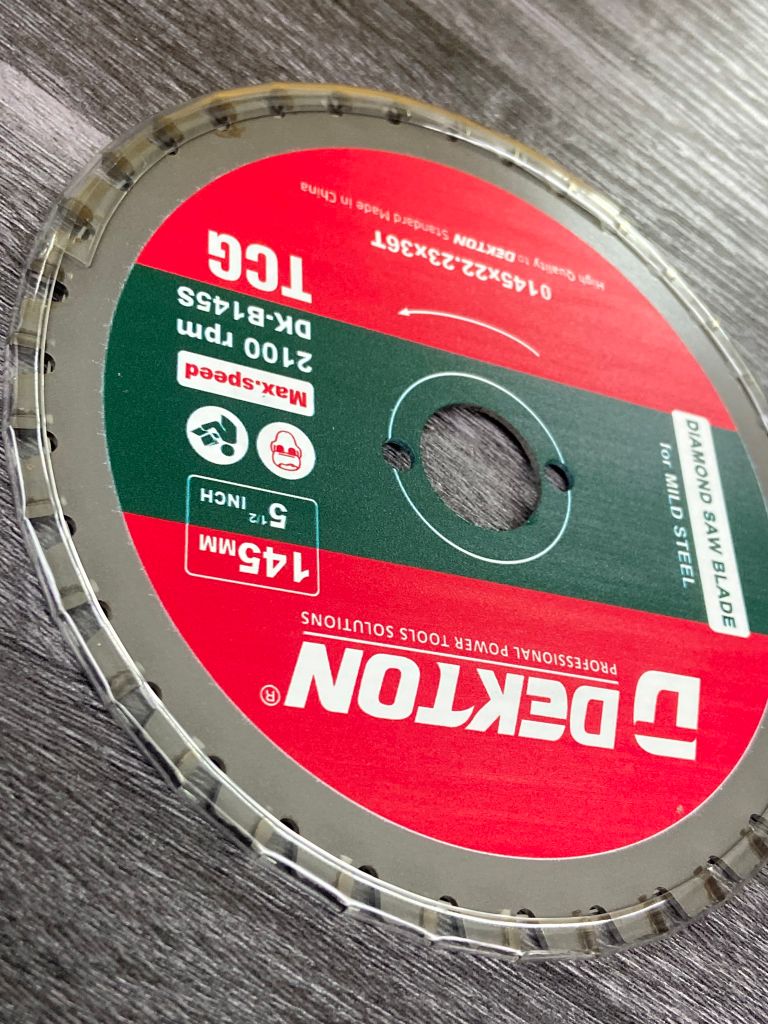 DEKTON®
PROFESSIONAL POWER TOOLS SOLUTIONS
DIAMOND SAW BLADE
for MILD STEEL
145MM
5 1/2 INCH
Max.speed
2100 rpm
DK-B145S
TCG
0145x22.23x36T
High Quality to DEKTON Standard Made in China